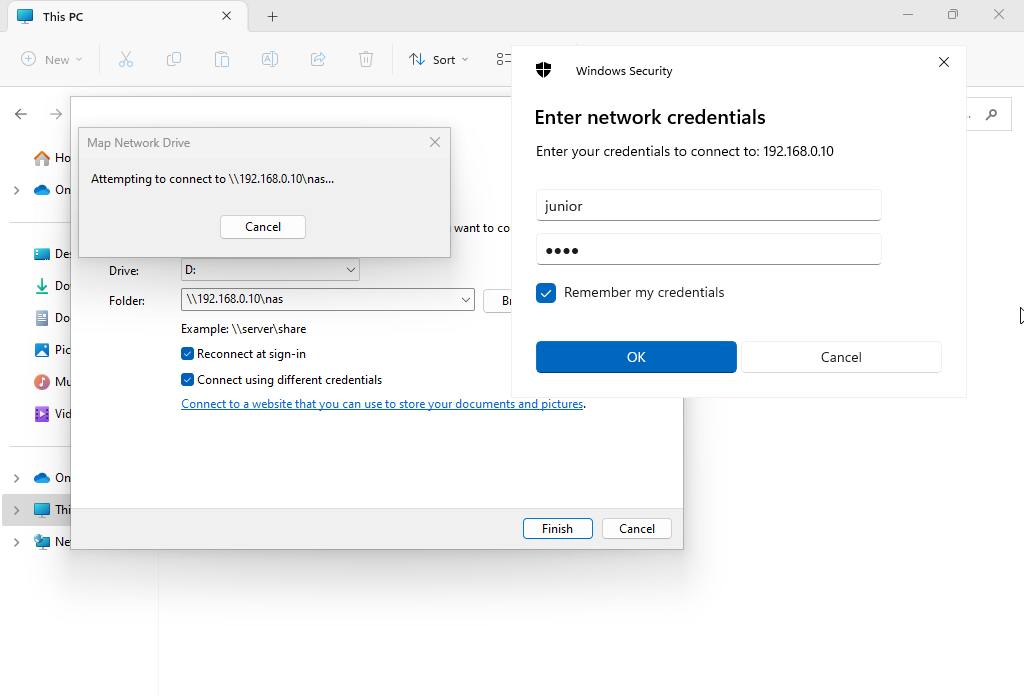 This PC
New
Sort
Windows Security
Enter network credentials
Enter your credentials to connect to: 192.168.0.10
junior
Remember my credentials
OK
Cancel
Map Network Drive
Attempting to connect to \\192.168.0.10\nas...
Cancel
want to co
Drive:
D:
Folder:
\\192.168.0.10\nas
Br
Example: \\server\share
Reconnect at sign-in
Connect using different credentials
Connect to a website that you can use to store your documents and pictures.
Finish
Cancel
Ho
On
De
Do
Do
Pic
Mu
Vid
On
Thi
Ne